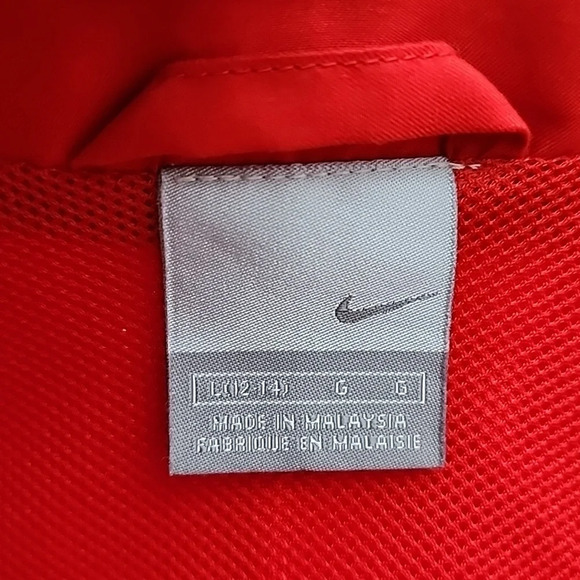 L(12-14) G G
MADE IN MALAYSIA
FABRIQUE EN MALAISIE